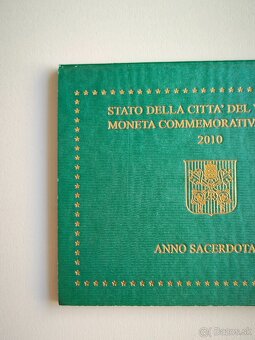 STATO DELLA CITTA' DEL
MONETA COMMEMORATIV
2010
ANNO SACERDOTA